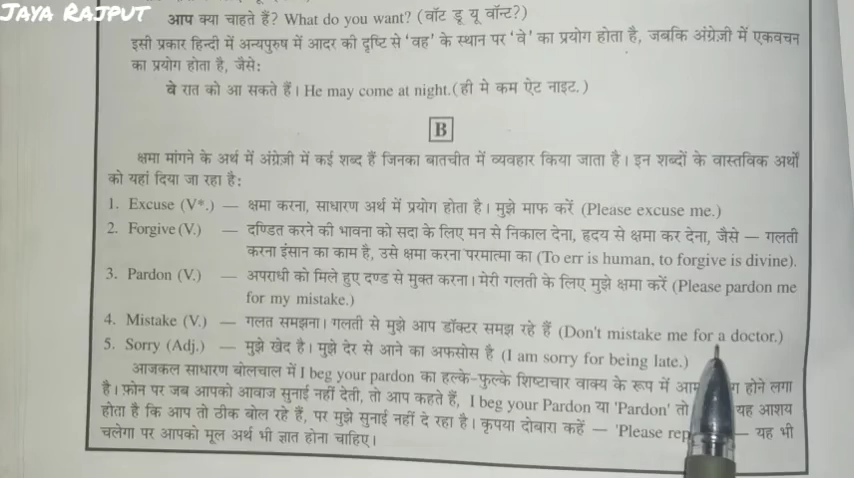 JAYA RAJPUT
आप क्या चाहते हैं? What do you want? (वॉट डू यू वॉन्ट?)
इसी प्रकार हिन्दी में अन्यपुरुष में आदर की दृष्टि से 'वह' के स्थान पर 'वे' का प्रयोग होता है, जबकि अंग्रेज़ी में एकवचन
का प्रयोग होता है, जैसे:
वे रात को आ सकते हैं। He may come at night.(ही मे कम ऐट नाइट.)
B
क्षमा मांगने के अर्थ में अंग्रेज़ी में कई शब्द हैं जिनका बातचीत में व्यवहार किया जाता है। इन शब्दों के वास्तविक अर्थों
को यहां दिया जा रहा है:
1. Excuse (V*.) — क्षमा करना, साधारण अर्थ में प्रयोग होता है। मुझे माफ करें (Please excuse me.)
2. Forgive (V.) — दण्डित करने की भावना को सदा के लिए मन से निकाल देना, हृदय से क्षमा कर देना, जैसे — गलती
करना इंसान का काम है, उसे क्षमा करना परमात्मा का (To err is human, to forgive is divine).
3. Pardon (V.) — अपराधी को मिले हुए दण्ड से मुक्त करना। मेरी गलती के लिए मुझे क्षमा करें (Please pardon me
for my mistake.)
4. Mistake (V.) — गलत समझना। गलती से मुझे आप डॉक्टर समझ रहे हैं (Don't mistake me for a doctor.)
5. Sorry (Adj.) — मुझे खेद है। मुझे देर से आने का अफसोस है (I am sorry for being late.)
आजकल साधारण बोलचाल में I beg your pardon का हल्के-फुल्के शिष्टाचार वाक्य के रूप में होने लगा
है। फ़ोन पर जब आपको आवाज सुनाई नहीं देती, तो आप कहते हैं, I beg your Pardon या 'Pardon' तो यह आशय
होता है कि आप तो ठीक बोल रहे हैं, पर मुझे सुनाई नहीं दे रहा है। कृपया दोबारा कहें — 'Please — यह भी
चलेगा पर आपको मूल अर्थ भी ज्ञात होना चाहिए।